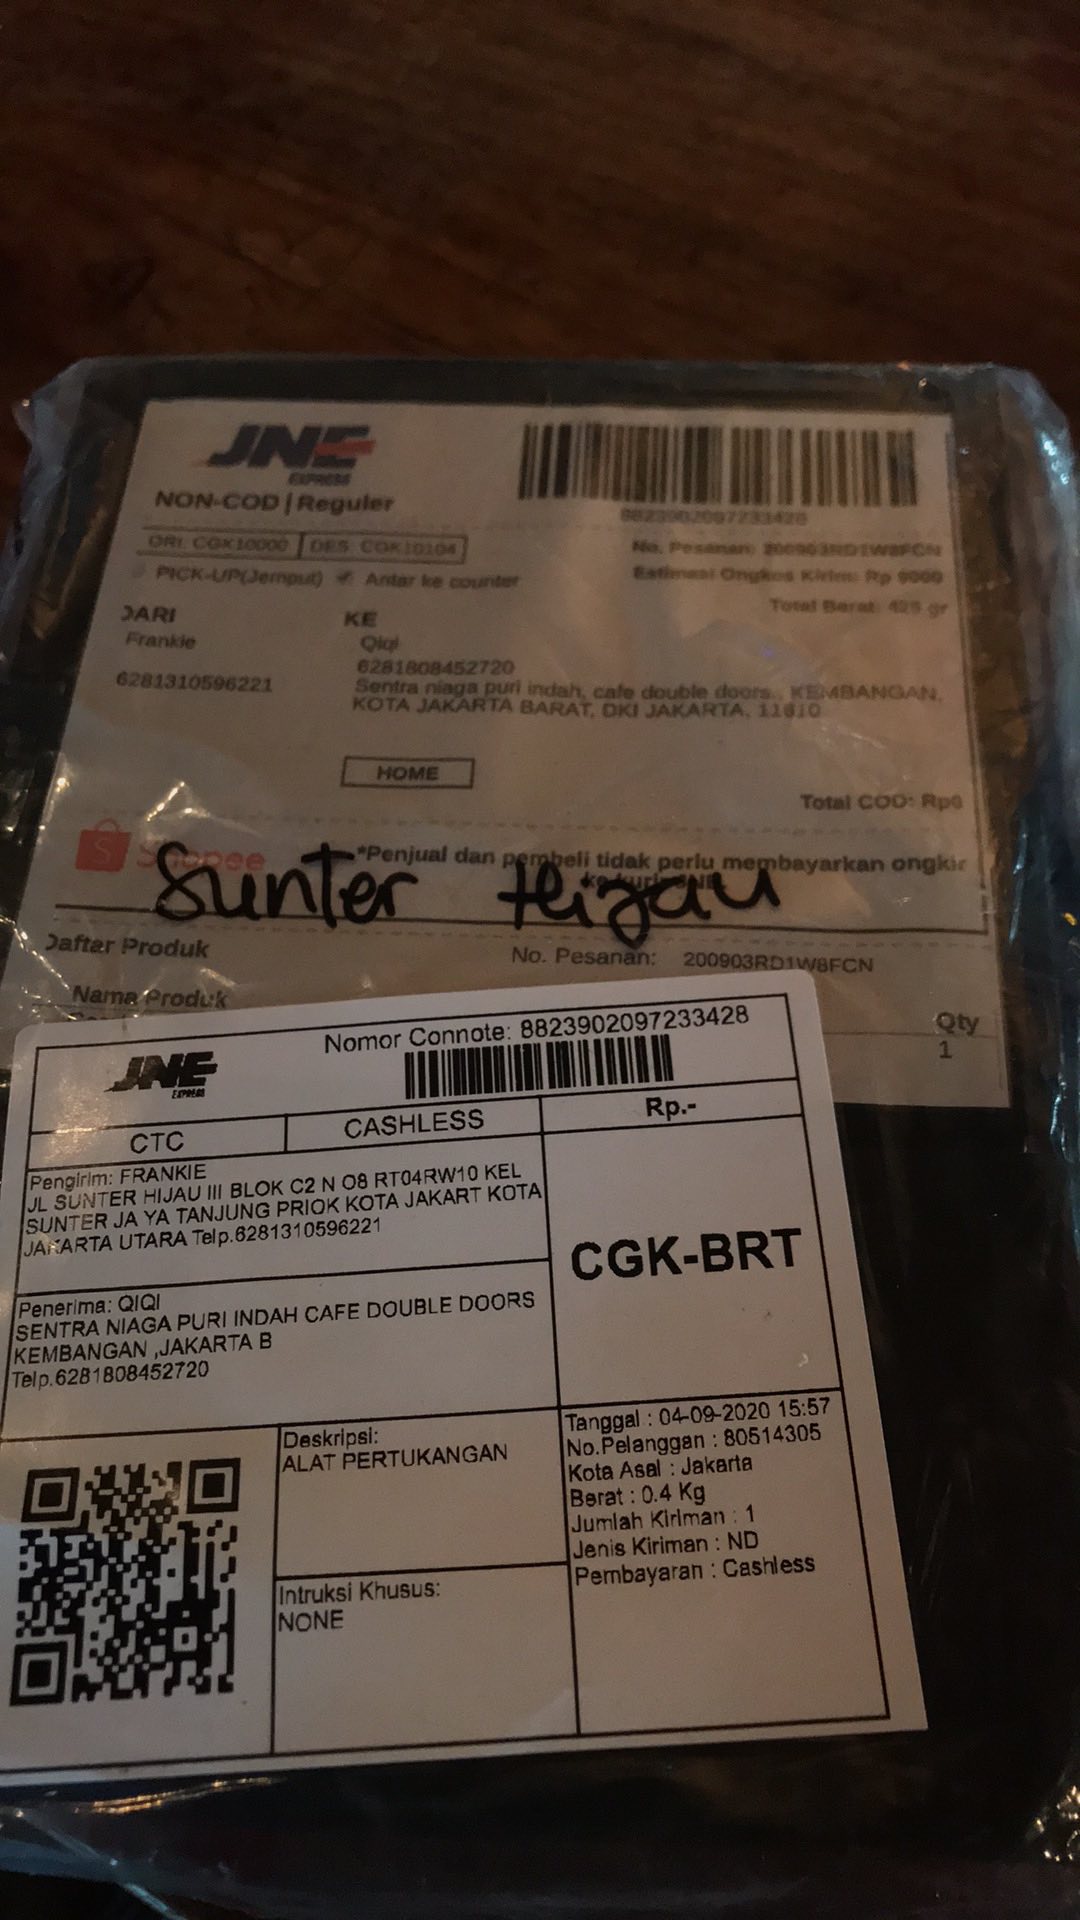 JNE
EXPRESS
NON-COD | Reguler
8823902097233428
ORI: CGK10000 DES: CGK10104
No. Pesanan: 200903RD1W8FCN
PICK-UP(Jemput) Antar ke counter
Estimasi Ongkos Kirim: Rp 9000
Total Berat: 425 gr
DARI
Frankie
6281310596221
KE
Qiqi
6281808452720
Sentra niaga puri indah, cafe double doors., KEMBANGAN,
KOTA JAKARTA BARAT, DKI JAKARTA, 11610
HOME
Total COD: Rp0
Shopee
*Penjual dan pembeli tidak perlu membayarkan ongkir
ke kurir JNE
Sunter Hijau
Daftar Produk
No. Pesanan: 200903RD1W8FCN
Nama Produk
Qty
1
Nomor Connote: 8823902097233428
JNE
EXPRESS
CTC
CASHLESS
Rp.-
Pengirim: FRANKIE
JL SUNTER HIJAU III BLOK C2 N O8 RT04RW10 KEL
SUNTER JA YA TANJUNG PRIOK KOTA JAKART KOTA
JAKARTA UTARA Telp.6281310596221
CGK-BRT
Penerima: QIQI
SENTRA NIAGA PURI INDAH CAFE DOUBLE DOORS
KEMBANGAN ,JAKARTA B
Telp.6281808452720
Deskripsi:
ALAT PERTUKANGAN
Intruksi Khusus:
NONE
Tanggal : 04-09-2020 15:57
No.Pelanggan : 80514305
Kota Asal : Jakarta
Berat : 0.4 Kg
Jumlah Kiriman : 1
Jenis Kiriman : ND
Pembayaran : Cashless